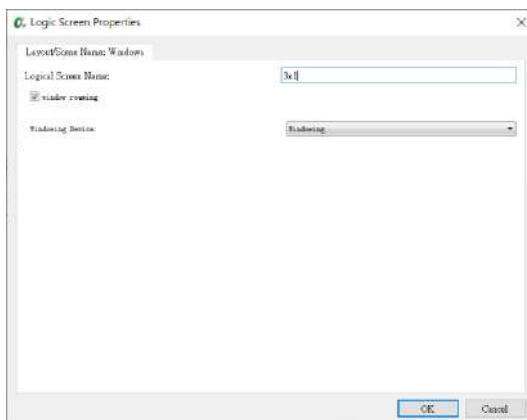 Logic Screen Properties
Layout/Scene Name: Windows
Logical Screen Name:
3x1
window roaming
Windowing Device:
Windowing
OK
Cancel